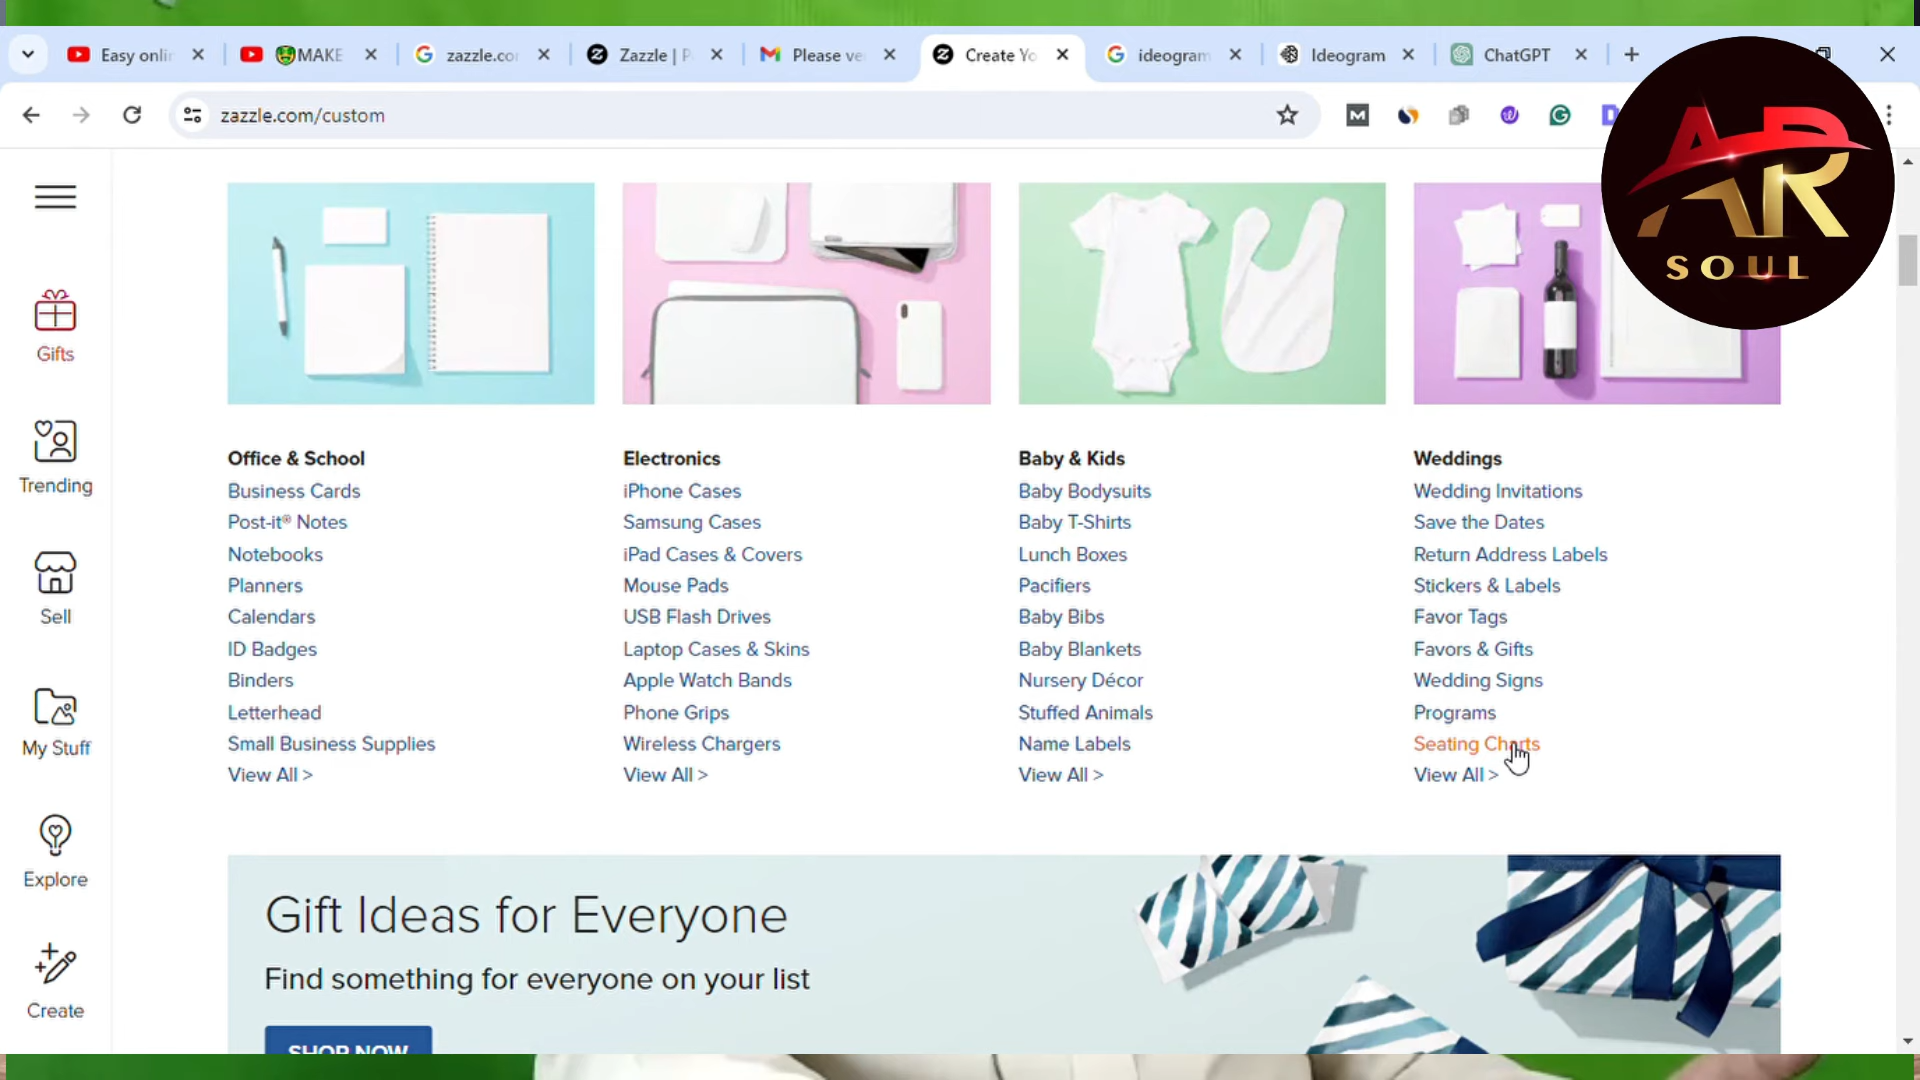 Easy onlin
MAKE
zazzle.co
Zazzle | P
Please ve
Create Yo
ideogram
Ideogram
ChatGPT
zazzle.com/custom
AR
SOUL
Gifts
Trending
Sell
My Stuff
Explore
Create
Office & School
Business Cards
Post-it® Notes
Notebooks
Planners
Calendars
ID Badges
Binders
Letterhead
Small Business Supplies
View All >
Electronics
iPhone Cases
Samsung Cases
iPad Cases & Covers
Mouse Pads
USB Flash Drives
Laptop Cases & Skins
Apple Watch Bands
Phone Grips
Wireless Chargers
View All >
Baby & Kids
Baby Bodysuits
Baby T-Shirts
Lunch Boxes
Pacifiers
Baby Bibs
Baby Blankets
Nursery Décor
Stuffed Animals
Name Labels
View All >
Weddings
Wedding Invitations
Save the Dates
Return Address Labels
Stickers & Labels
Favor Tags
Favors & Gifts
Wedding Signs
Programs
Seating Charts
View All >
Gift Ideas for Everyone
Find something for everyone on your list
SHOP NOW